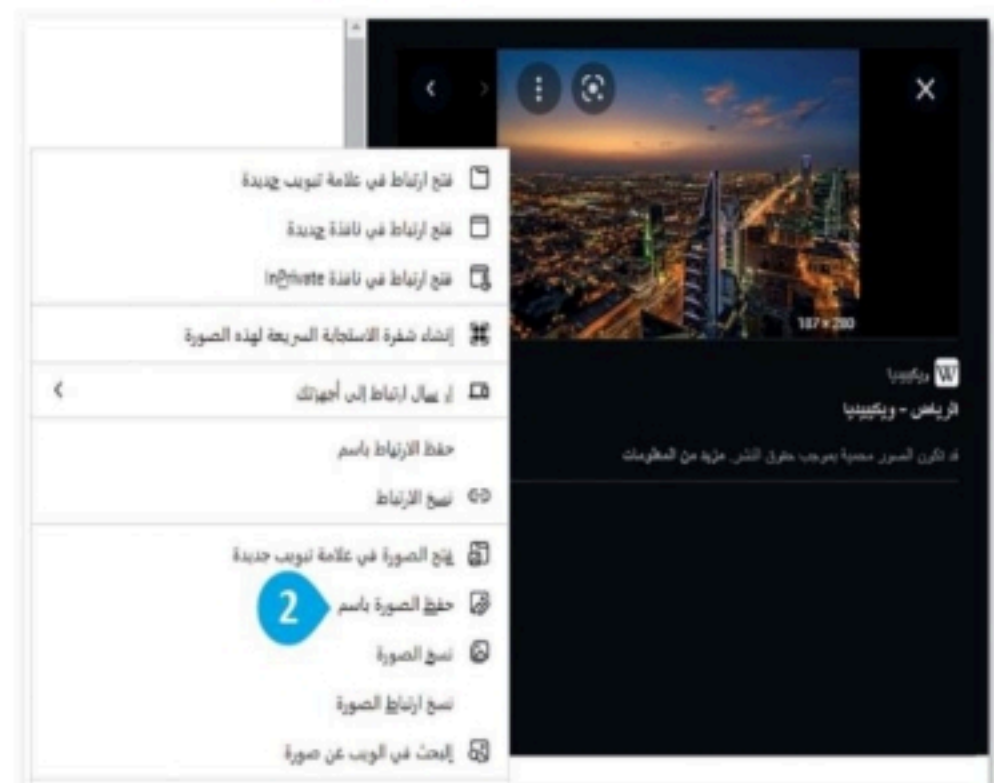 187 × 280
W ويكيبيديا
الرياض - ويكيبيديا
قد تكون الصور محمية بموجب حقوق النشر. مزيد من المعلومات
فتح ارتباط في علامة تبويب جديدة
فتح ارتباط في نافذة جديدة
فتح ارتباط في نافذة InPrivate
إنشاء شفرة الاستجابة السريعة لهذه الصورة
إرسال ارتباط إلى أجهزتك
حفظ الارتباط باسم
نسخ الارتباط
فتح الصورة في علامة تبويب جديدة
حفظ الصورة باسم
2
نسخ الصورة
نسخ ارتباط الصورة
البحث في الويب عن صورة